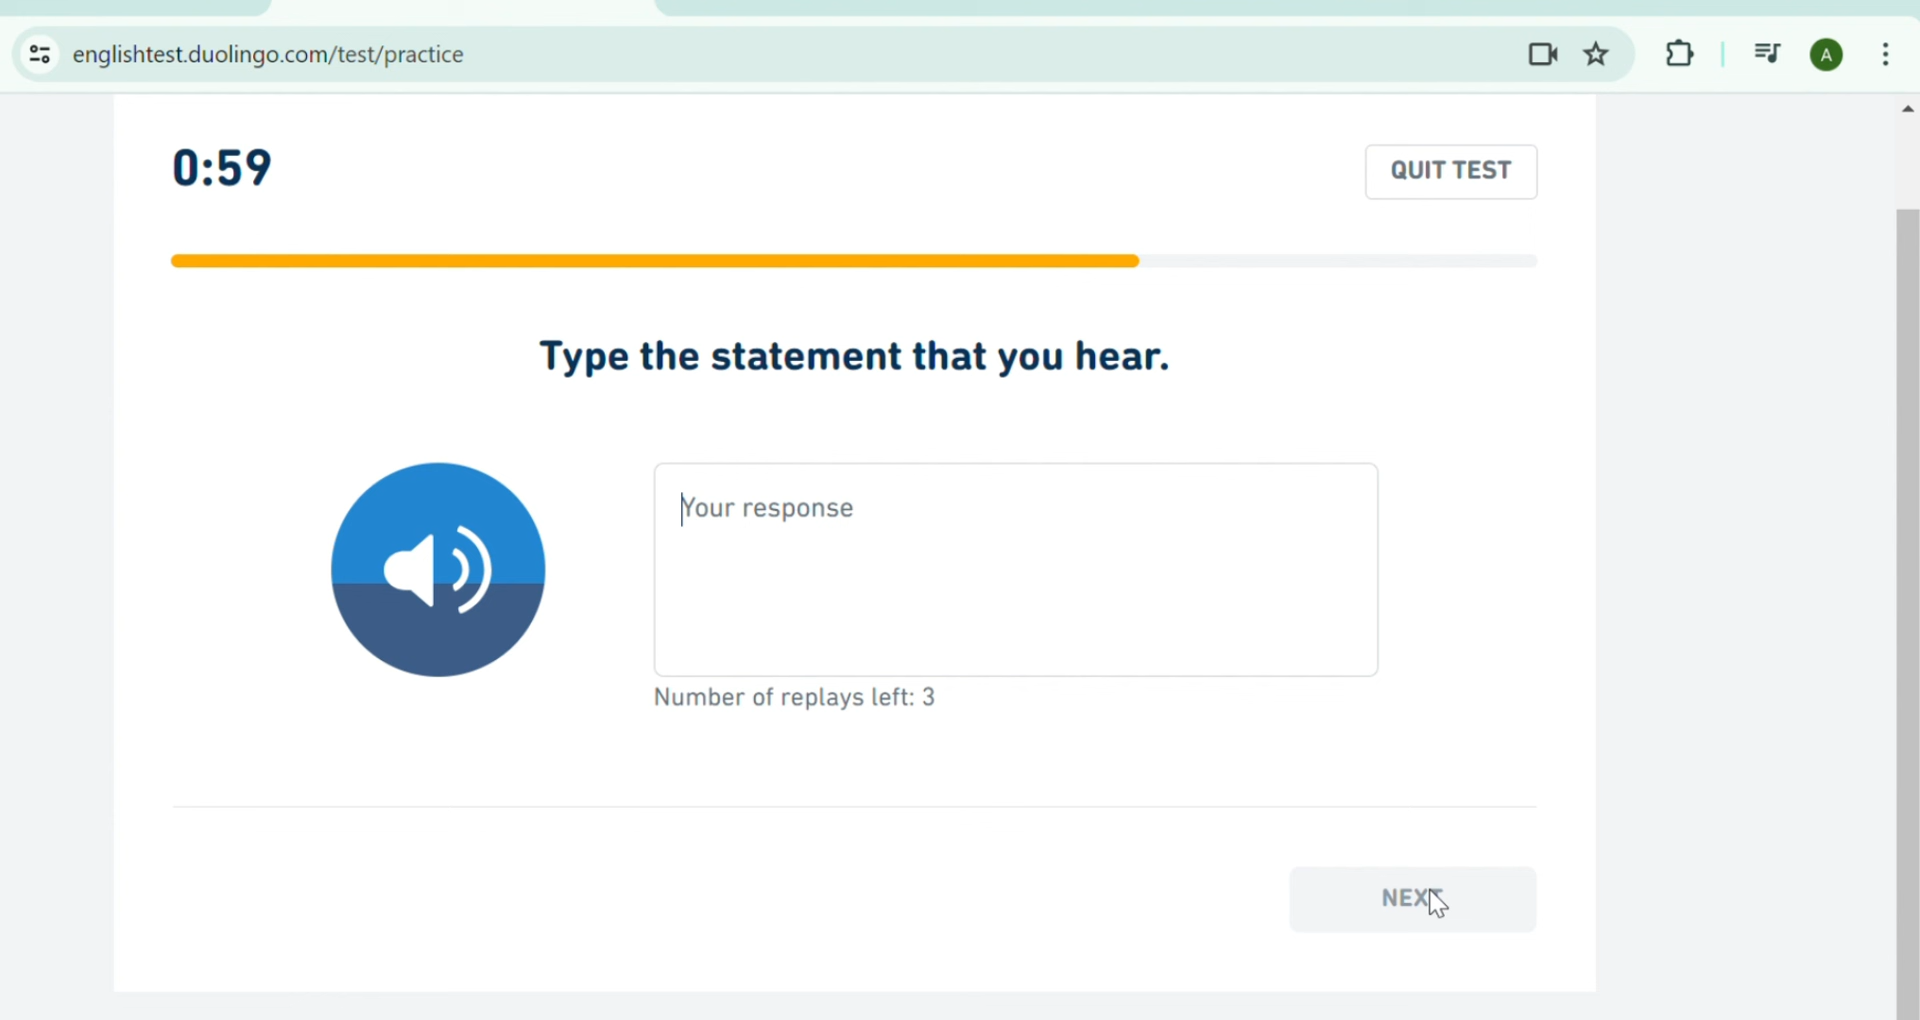 englishtest.duolingo.com/test/practice
A
0:59
QUIT TEST
Type the statement that you hear.
Your response
Number of replays left: 3
NEXT